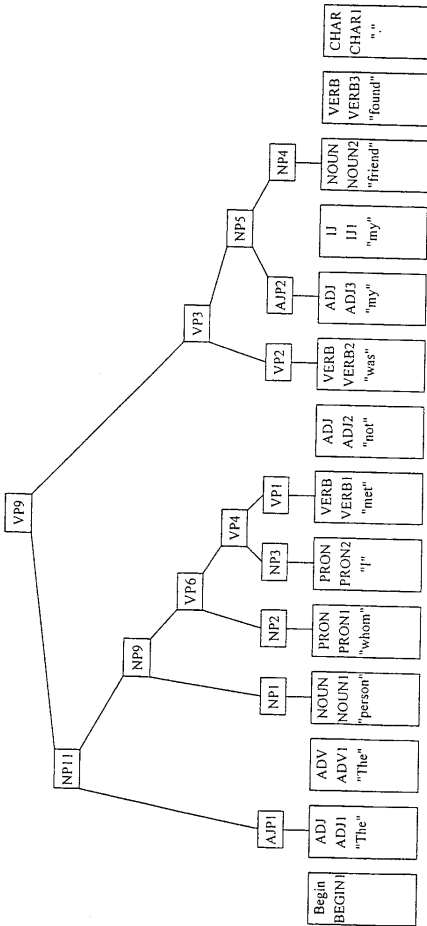 VP9
NP11
VP3
NP9
NP5
VP6
VP4
AJP1
NP1
NP2
NP3
VP1
VP2
AJP2
NP4
Begin
BEGIN1
ADJ
ADJ1
"The"
ADV
ADV1
"The"
NOUN
NOUN1
"person"
PRON
PRON1
"whom"
PRON
PRON2
"I"
VERB
VERB1
"met"
ADJ
ADJ2
"not"
VERB
VERB2
"was"
ADJ
ADJ3
"my"
IJ
IJ1
"my"
NOUN
NOUN2
"friend"
VERB
VERB3
"found"
CHAR
CHAR1
"."